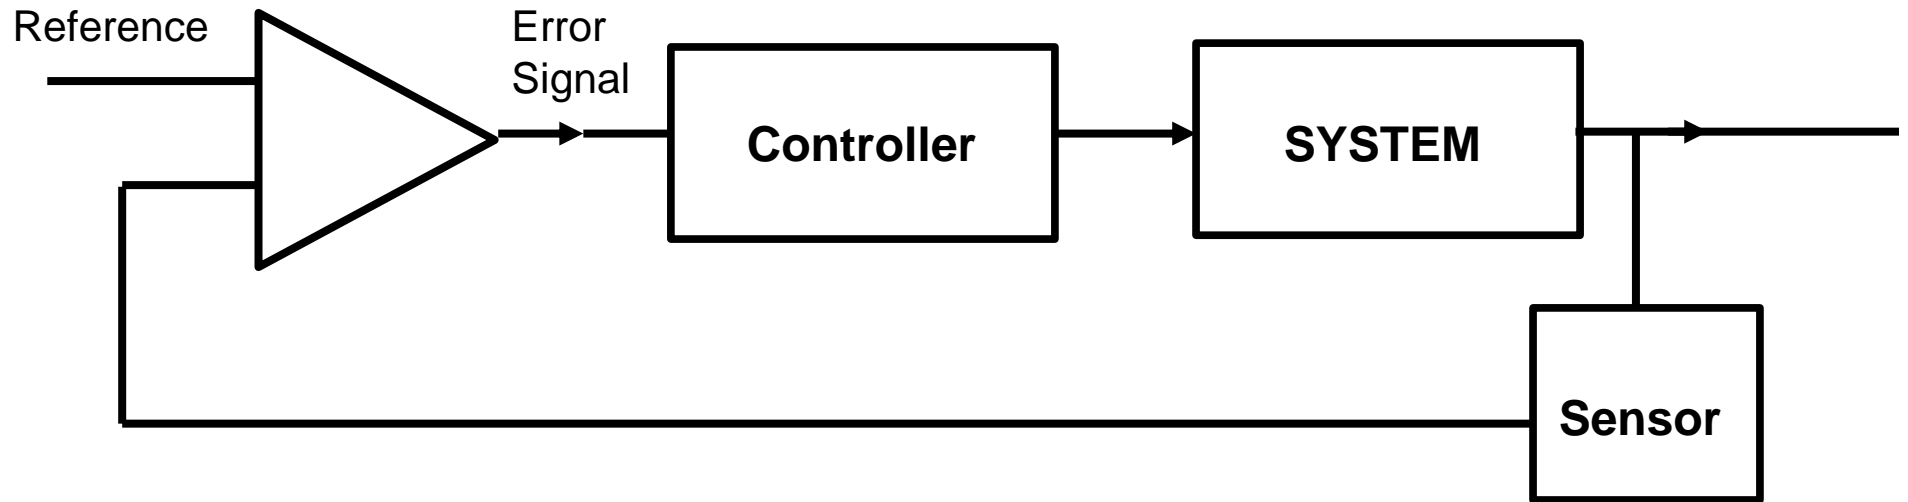 Reference
Error
Signal
Controller
SYSTEM
Sensor